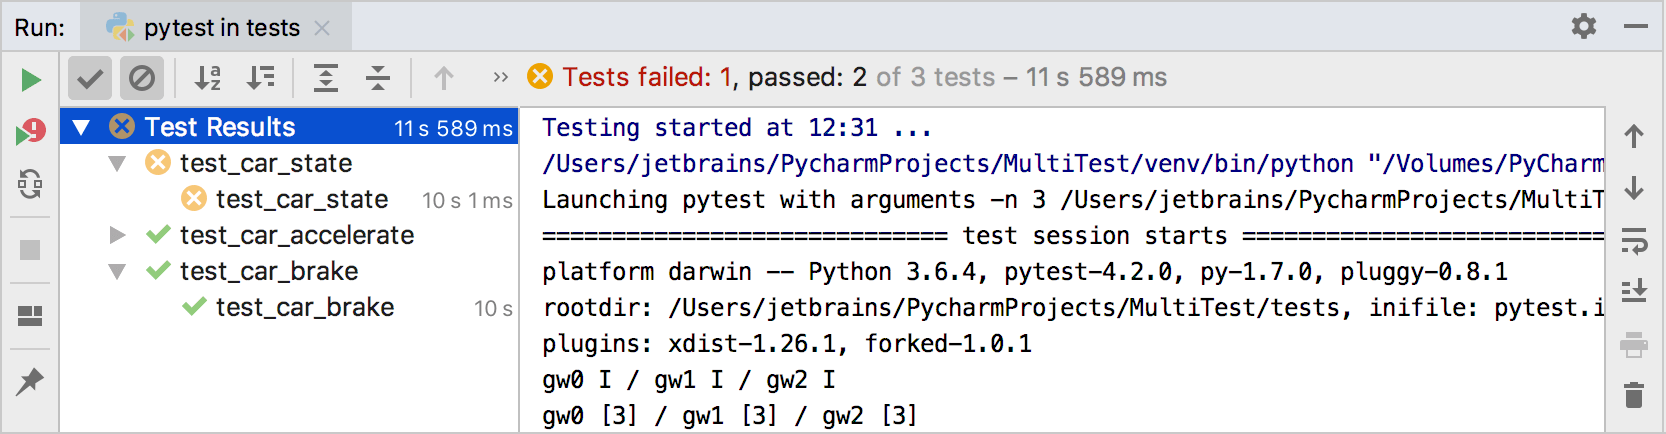 Run: pytest in tests
Tests failed: 1, passed: 2 of 3 tests – 11 s 589 ms
Test Results 11 s 589 ms
test_car_state
test_car_state 10 s 1 ms
test_car_accelerate
test_car_brake
test_car_brake 10 s
Testing started at 12:31 ...
/Users/jetbrains/PycharmProjects/MultiTest/venv/bin/python "/Volumes/PyCharm
Launching pytest with arguments -n 3 /Users/jetbrains/PycharmProjects/MultiT
============================== test session starts ===========================
platform darwin -- Python 3.6.4, pytest-4.2.0, py-1.7.0, pluggy-0.8.1
rootdir: /Users/jetbrains/PycharmProjects/MultiTest/tests, inifile: pytest.i
plugins: xdist-1.26.1, forked-1.0.1
gw0 I / gw1 I / gw2 I
gw0 [3] / gw1 [3] / gw2 [3]